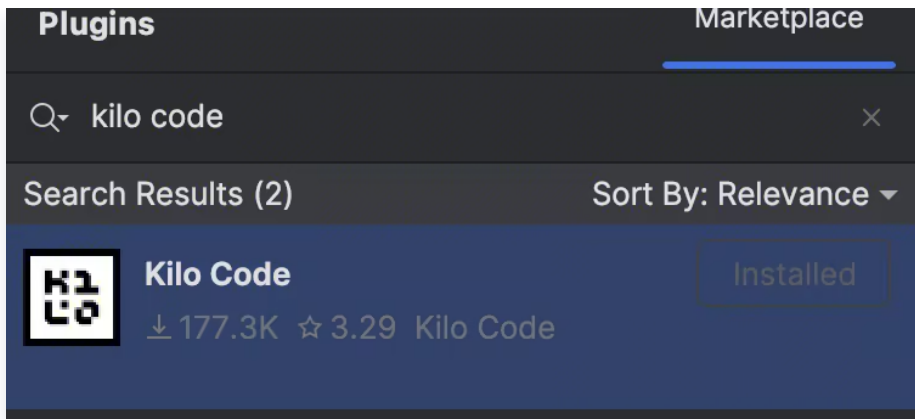 Plugins
Marketplace
kilo code
Search Results (2)
Sort By: Relevance
Kilo Code
Installed
177.3K 3.29 Kilo Code